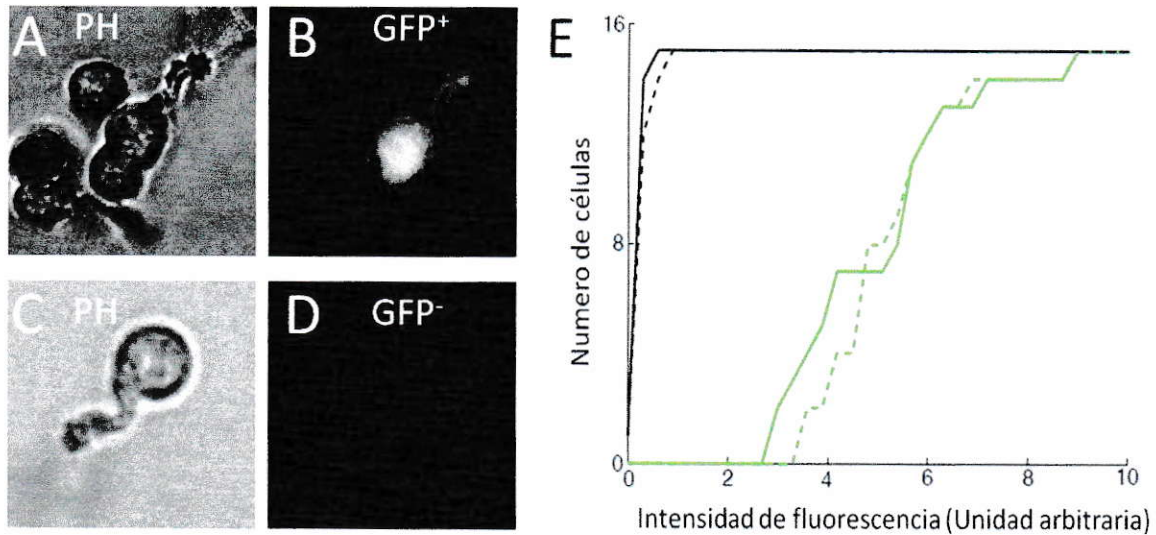 A PH
B GFP+
C PH
D GFP-
E
16
8
0
Numero de células
0 2 4 6 8 10
Intensidad de fluorescencia (Unidad arbitraria)